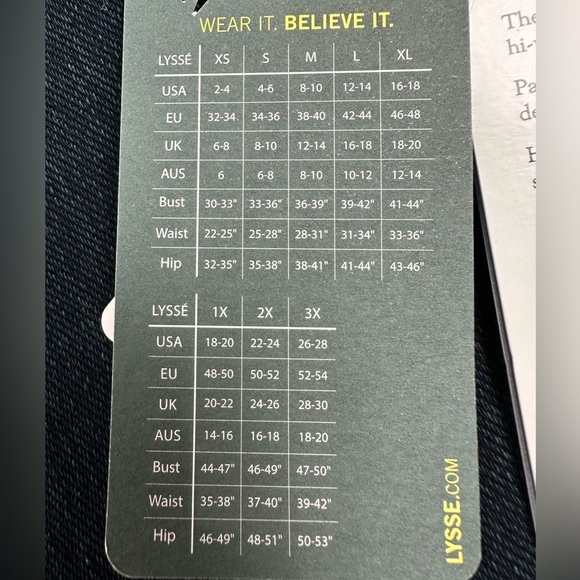 WEAR IT. BELIEVE IT.
LYSSÉ XS S M L XL
USA 2-4 4-6 8-10 12-14 16-18
EU 32-34 34-36 38-40 42-44 46-48
UK 6-8 8-10 12-14 16-18 18-20
AUS 6 6-8 8-10 10-12 12-14
Bust 30-33" 33-36" 36-39" 39-42" 41-44"
Waist 22-25" 25-28" 28-31" 31-34" 33-36"
Hip 32-35" 35-38" 38-41" 41-44" 43-46"
LYSSÉ 1X 2X 3X
USA 18-20 22-24 26-28
EU 48-50 50-52 52-54
UK 20-22 24-26 28-30
AUS 14-16 16-18 18-20
Bust 44-47" 46-49" 47-50"
Waist 35-38" 37-40" 39-42"
Hip 46-49" 48-51" 50-53"
LYSSE.COM